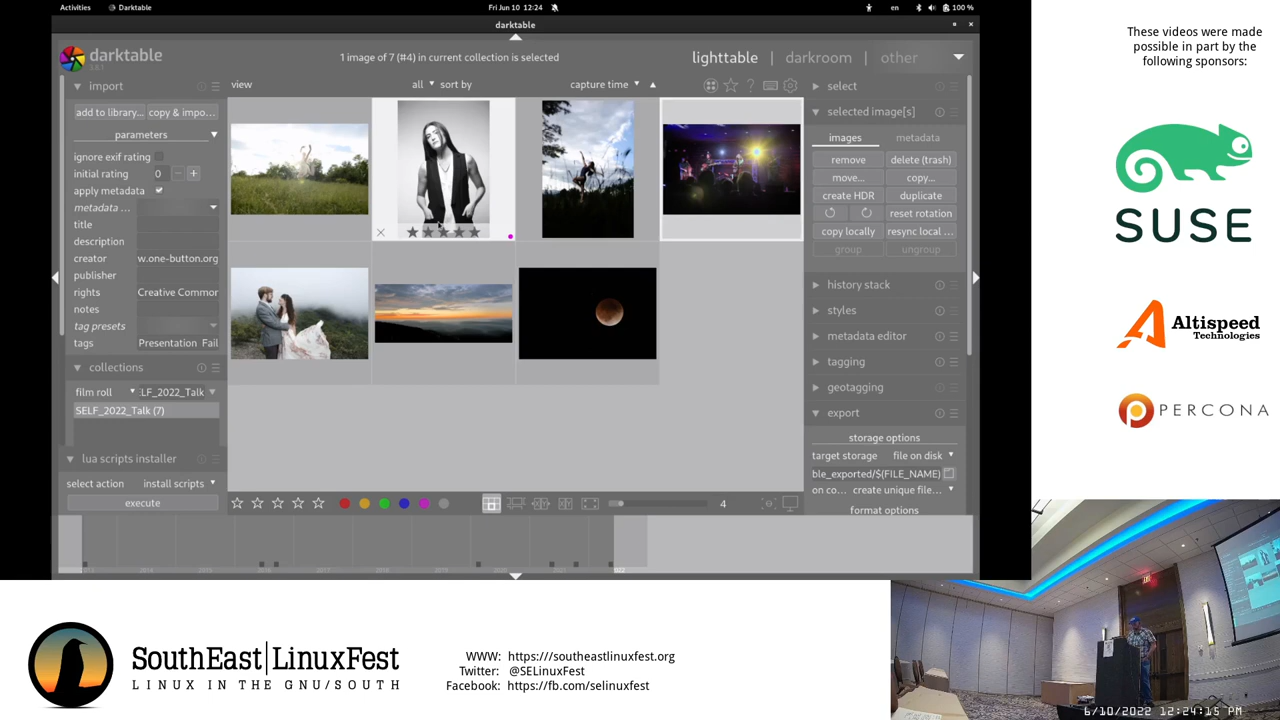 Activities
Darktable
Fri Jun 10 12:24
en
100 %
darktable
darktable
1 image of 7 (#4) in current collection is selected
lighttable | darkroom | other
import
view
all
sort by
capture time
select
add to library...
copy & impo...
selected image[s]
parameters
images
metadata
ignore exif rating
remove
delete (trash)
initial rating
0
move...
copy...
apply metadata
create HDR
duplicate
metadata ...
reset rotation
title
copy locally
resync local ...
description
group
ungroup
creator
w.one-button.org
publisher
history stack
rights
Creative Common
notes
styles
tag presets
metadata editor
tags
Presentation Fail
tagging
collections
geotagging
film roll
:LF_2022_Talk
export
SELF_2022_Talk (7)
storage options
target storage
file on disk
lua scripts installer
ble_exported/$(FILE_NAME)
select action
install scripts
on co...
create unique file...
execute
4
format options
These videos were made
possible in part by the
following sponsors:
SUSE
Altispeed
Technologies
PERCONA
SouthEast LinuxFest
LINUX IN THE GNU/SOUTH
WWW: https:///southeastlinuxfest.org
Twitter: @SELinuxFest
Facebook: https://fb.com/selinuxfest
6/10/2022 12:24:15 PM